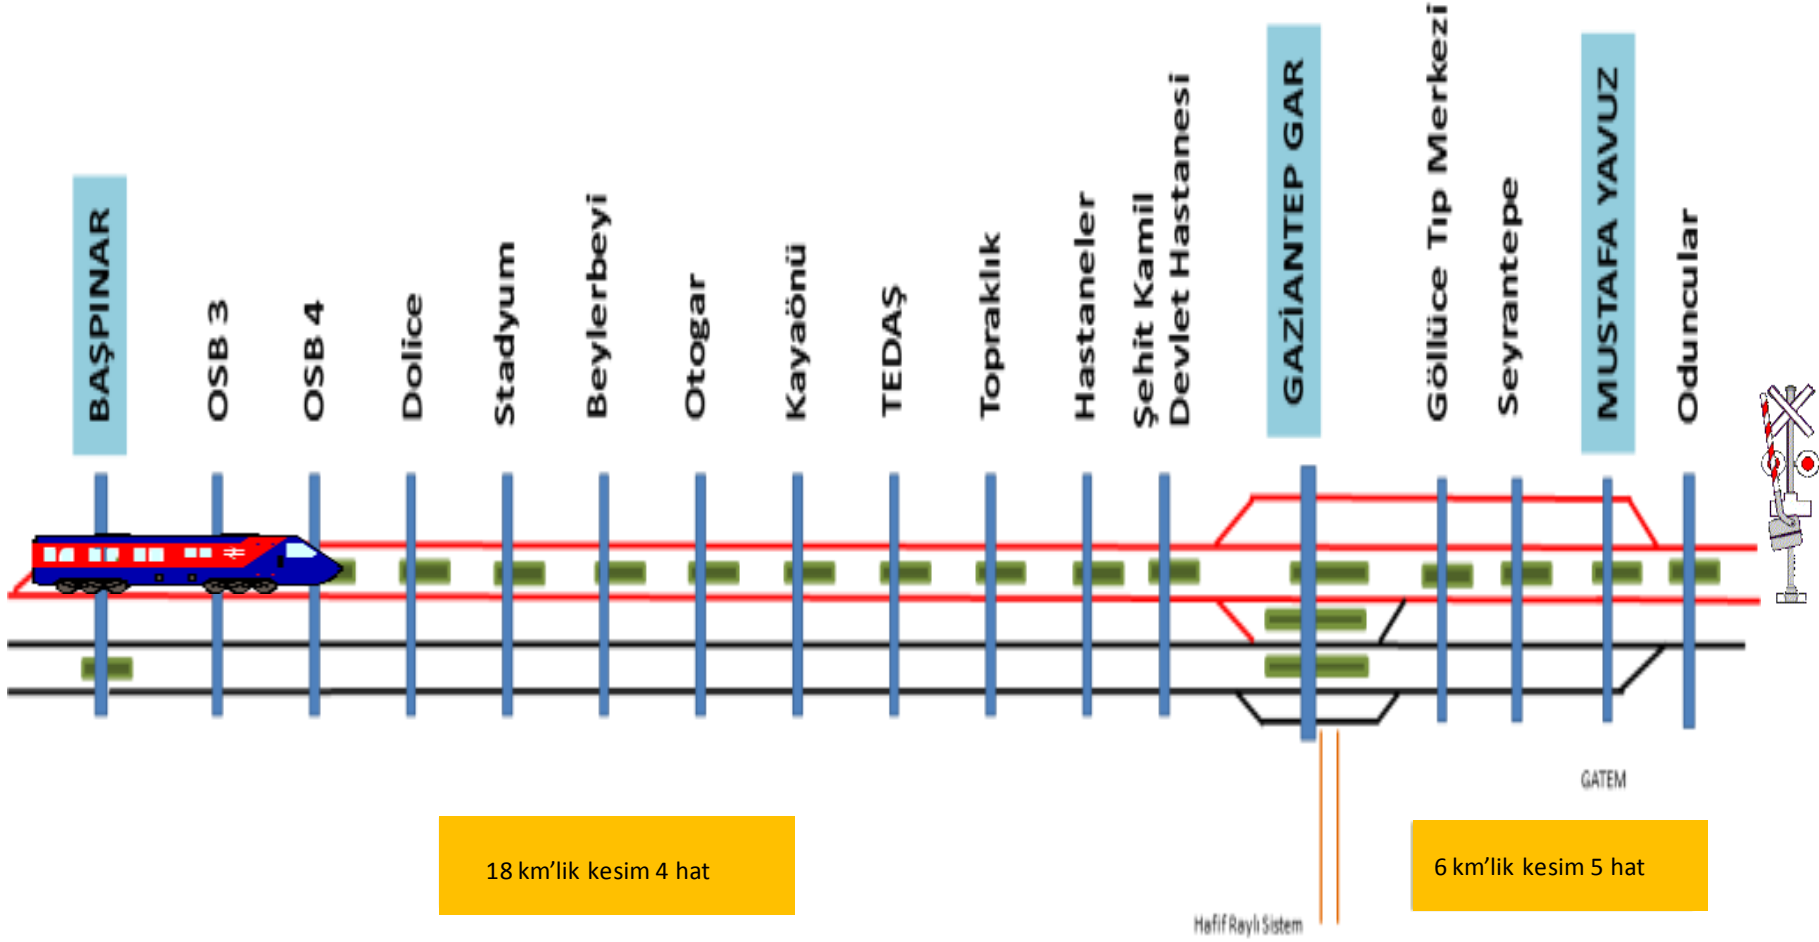 BAŞPINAR
OSB 3
OSB 4
Dolice
Stadyum
Beylerbeyi
Otogar
Kayaönü
TEDAŞ
Topraklık
Hastaneler
Şehit Kamil
Devlet Hastanesi
GAZİANTEP GAR
Göllüce Tıp Merkezi
Seyrantepe
MUSTAFA YAVUZ
Oduncular
GATEM
18 km’lik kesim 4 hat
6 km’lik kesim 5 hat
Hafif Raylı Sistem